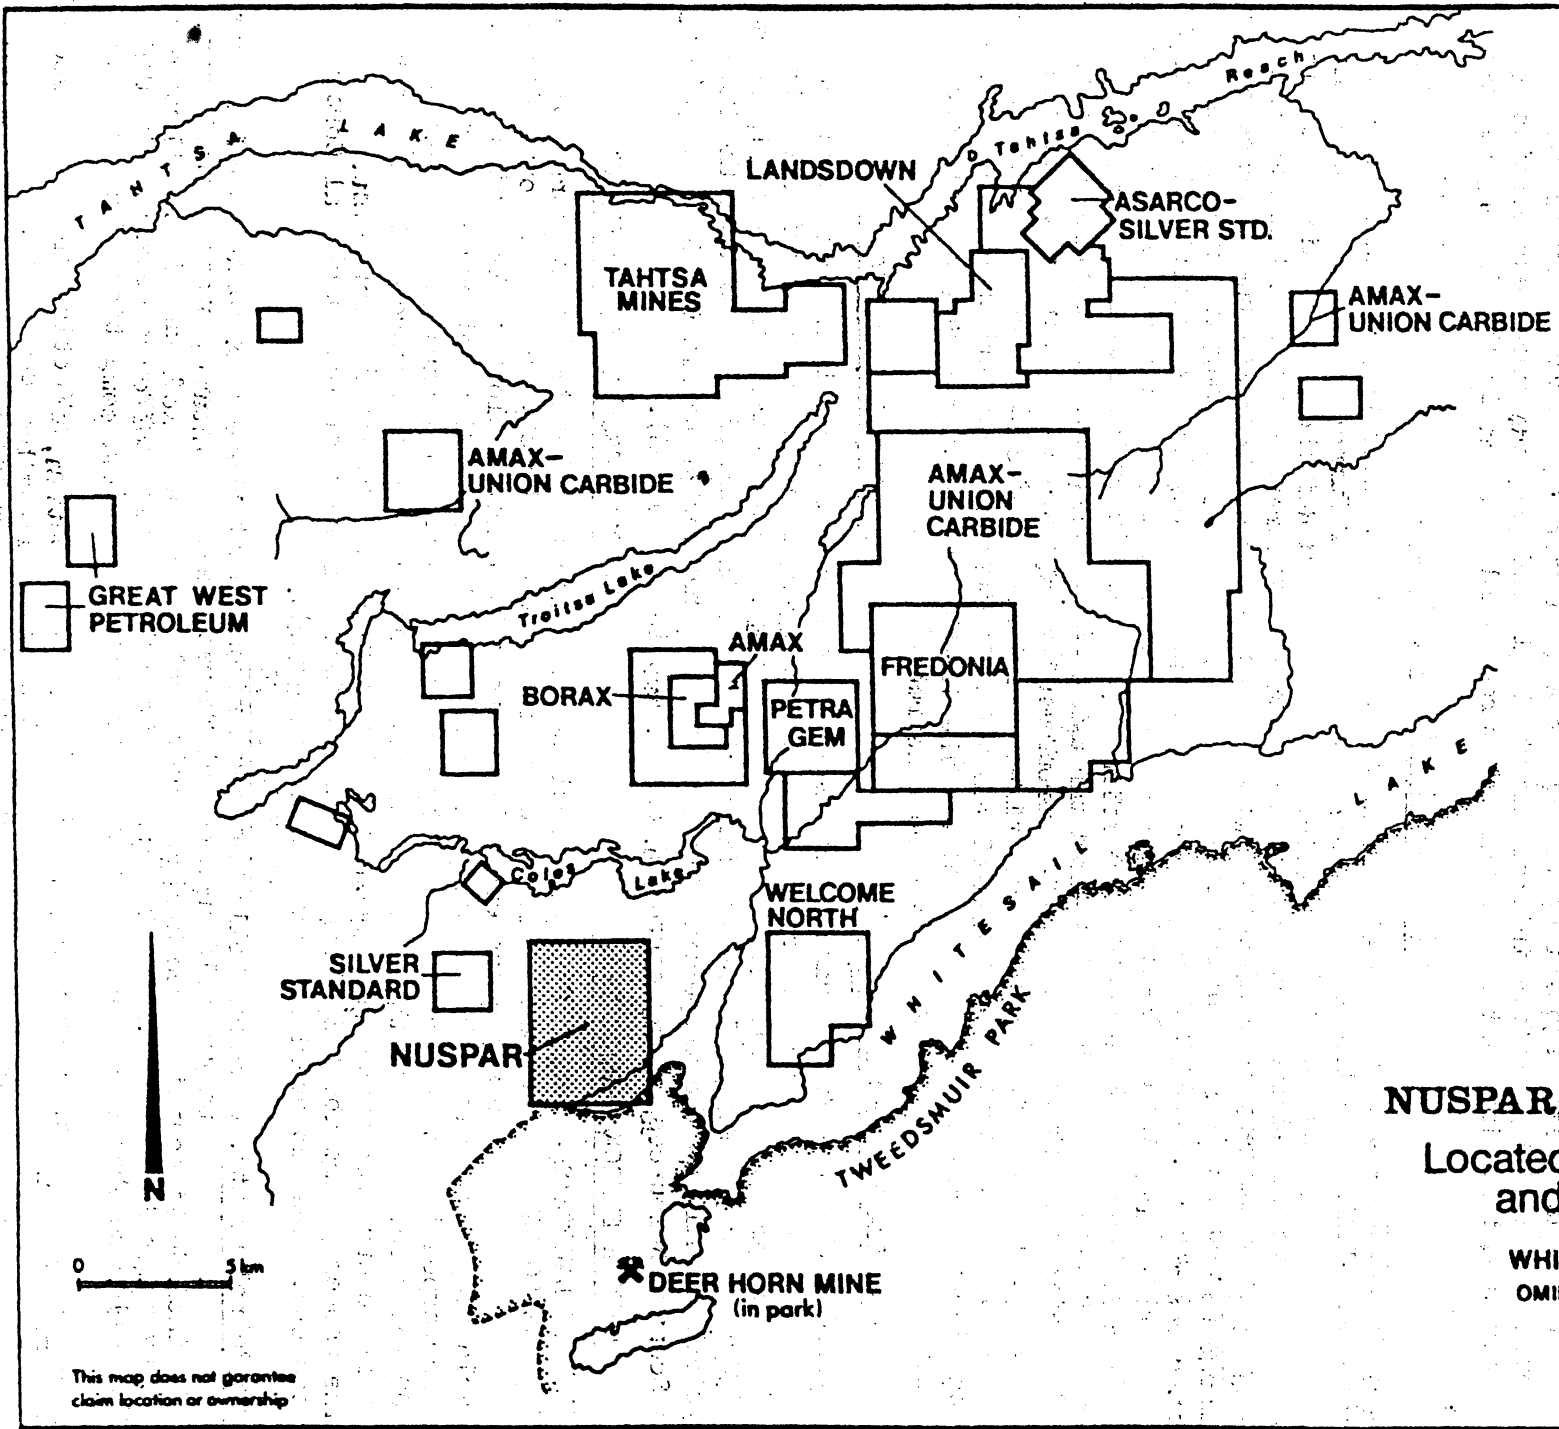 TAHTSA LAKE
Tahtsa Reach
LANDSDOWN
ASARCO-
SILVER STD.
TAHTSA
MINES
AMAX-
UNION CARBIDE
AMAX-
UNION CARBIDE
AMAX-
UNION
CARBIDE
GREAT WEST
PETROLEUM
Troitsa Lake
AMAX
BORAX
FREDONIA
PETRA
GEM
Coles Lake
WHITESAIL LAKE
WELCOME
NORTH
SILVER
STANDARD
NUSPAR
TWEEDSMUIR PARK
N
0 5 km
DEER HORN MINE
(in park)
This map does not garantee
claim location or ownership
NUSPAR
Located
and
WHI
OMI